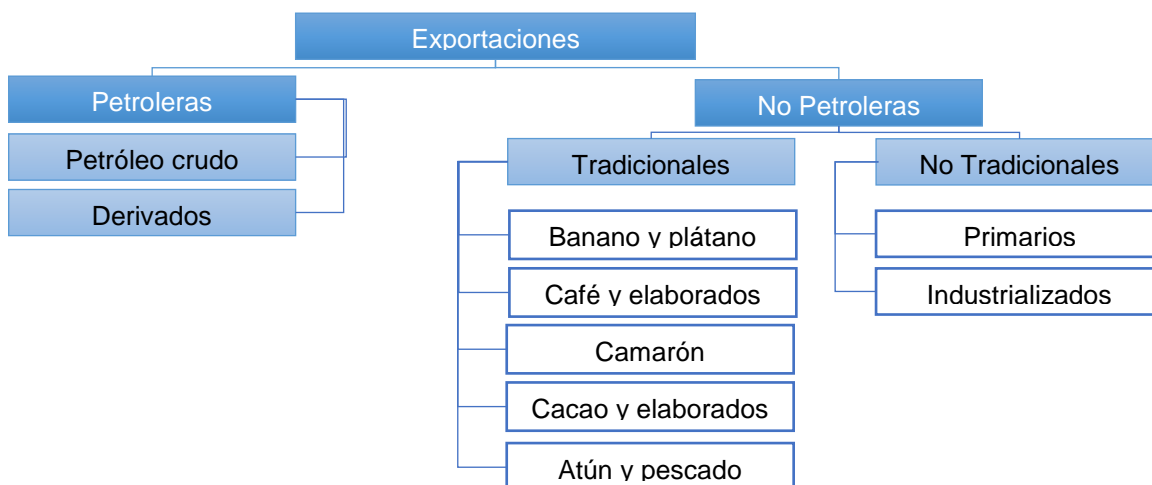 Exportaciones
Petroleras
Petróleo crudo
Derivados
No Petroleras
Tradicionales
Banano y plátano
Café y elaborados
Camarón
Cacao y elaborados
Atún y pescado
No Tradicionales
Primarios
Industrializados